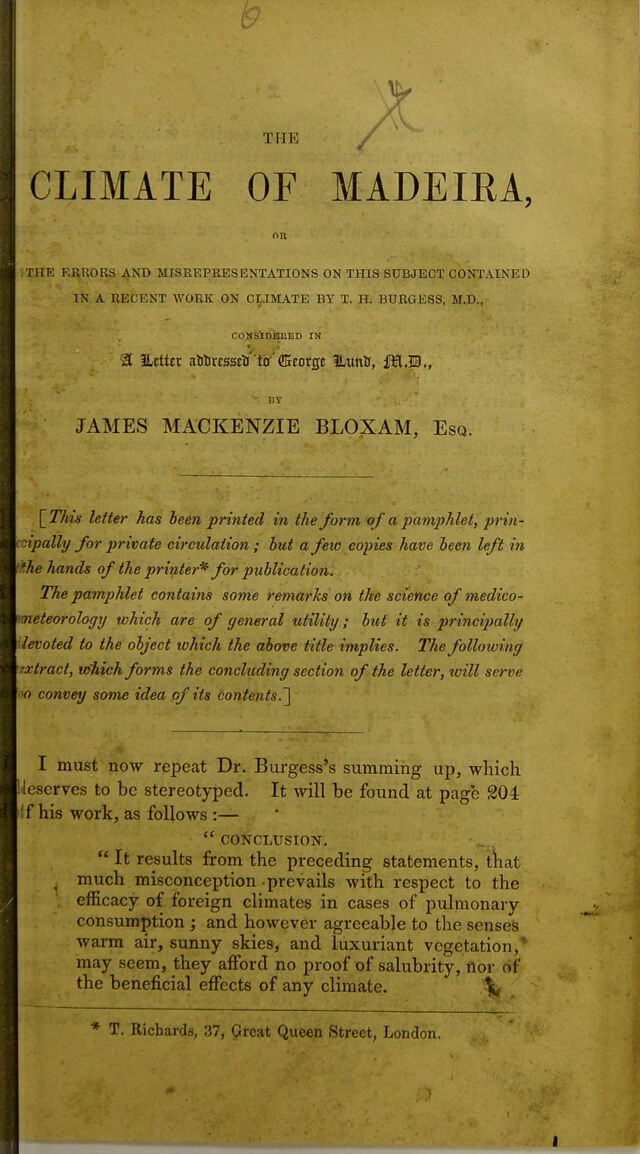 6
THE
CLIMATE OF MADEIRA,
OR
THE ERRORS AND MISREPRESENTATIONS ON THIS SUBJECT CONTAINED
IN A RECENT WORK ON CLIMATE BY T. H. BURGESS, M.D.,
CONSIDERED IN
A Letter addressed to George Lund, M.D.,
BY
JAMES MACKENZIE BLOXAM, Esq.
[This letter has been printed in the form of a pamphlet, prin-
cipally for private circulation; but a few copies have been left in
the hands of the printer* for publication.
The pamphlet contains some remarks on the science of medico-
meteorology which are of general utility; but it is principally
devoted to the object which the above title implies. The following
extract, which forms the concluding section of the letter, will serve
to convey some idea of its contents.]
I must now repeat Dr. Burgess's summing up, which
deserves to be stereotyped. It will be found at page 204
of his work, as follows:—
"CONCLUSION.
"It results from the preceding statements, that
much misconception prevails with respect to the
efficacy of foreign climates in cases of pulmonary
consumption; and however agreeable to the senses
warm air, sunny skies, and luxuriant vegetation,
may seem, they afford no proof of salubrity, nor of
the beneficial effects of any climate.
* T. Richards, 37, Great Queen Street, London.